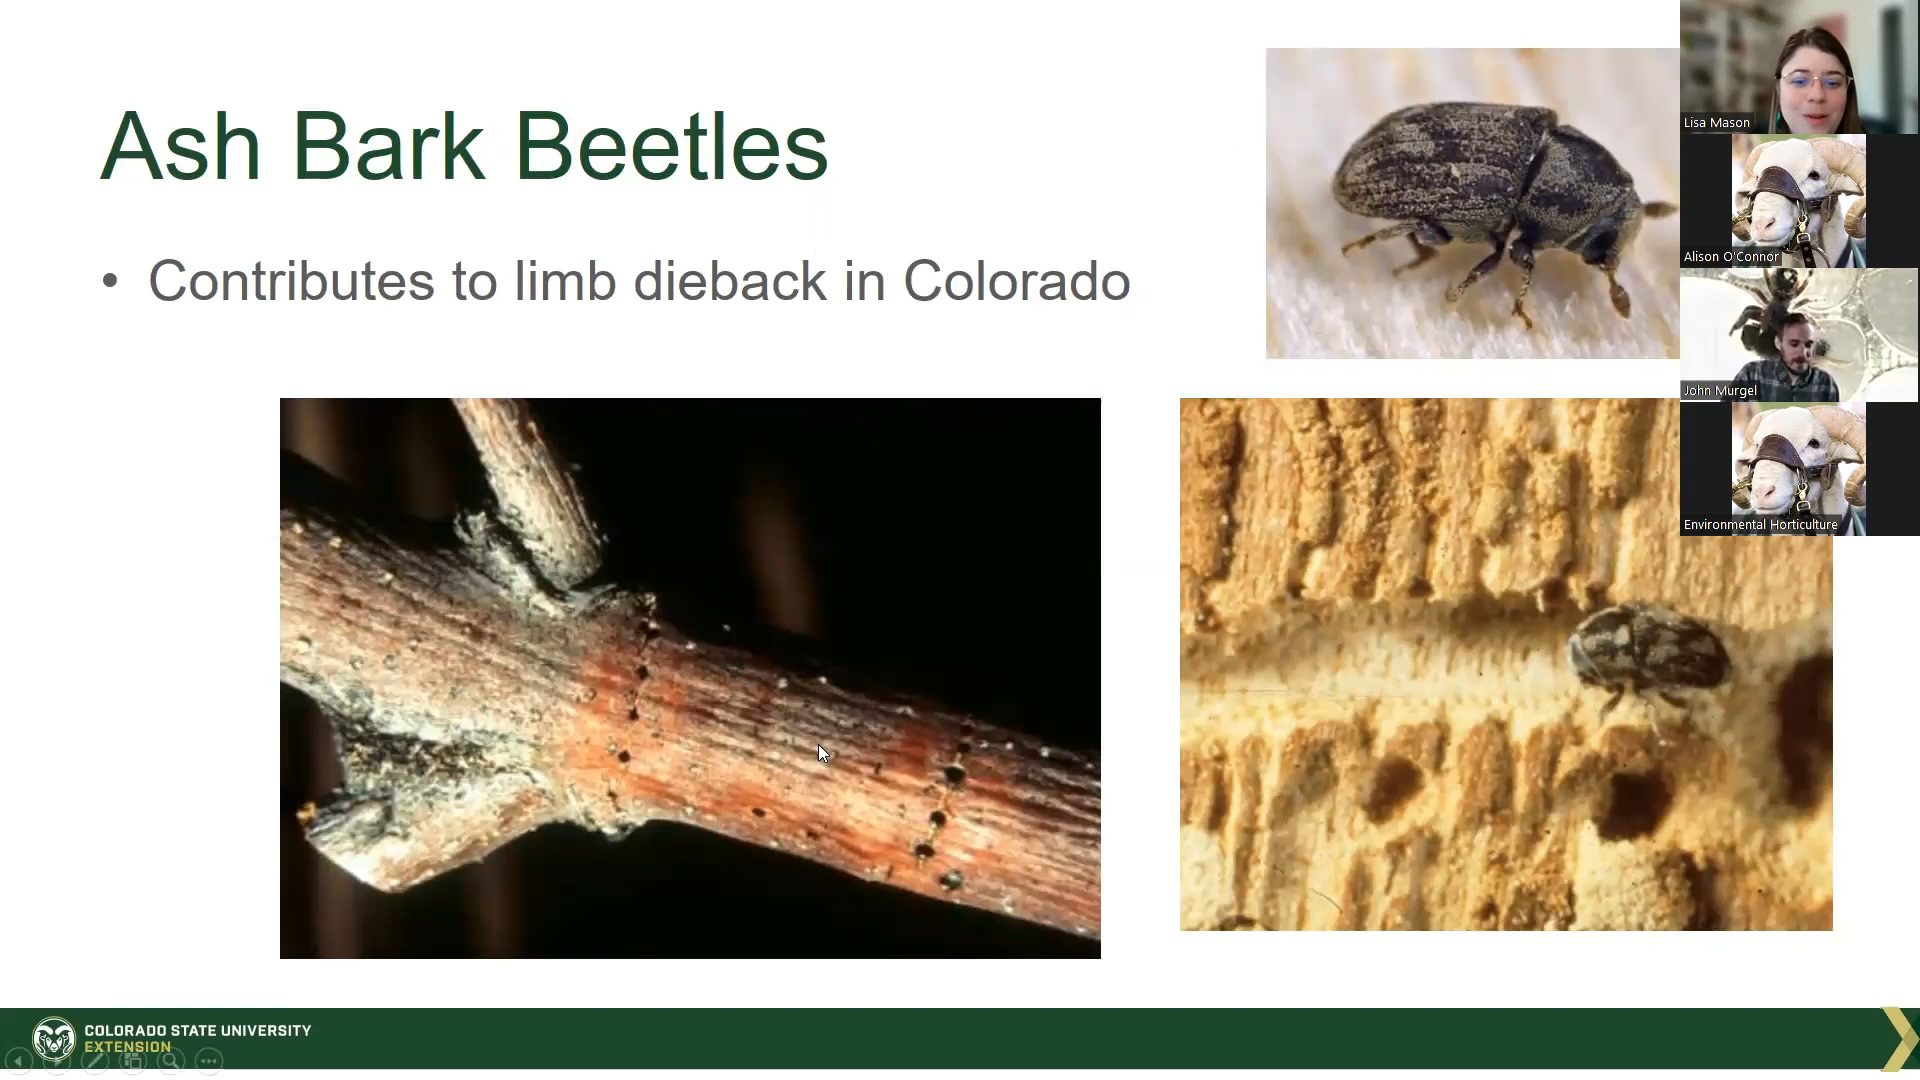 Ash Bark Beetles
• Contributes to limb dieback in Colorado
Lisa Mason
Alison O'Connor
John Murgel
Environmental Horticulture
COLORADO STATE UNIVERSITY
EXTENSION